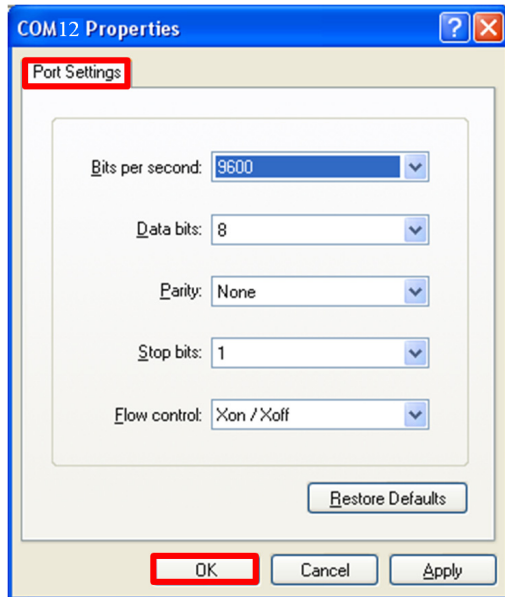 COM12 Properties
Port Settings
Bits per second: 9600
Data bits: 8
Parity: None
Stop bits: 1
Flow control: Xon / Xoff
Restore Defaults
OK Cancel Apply